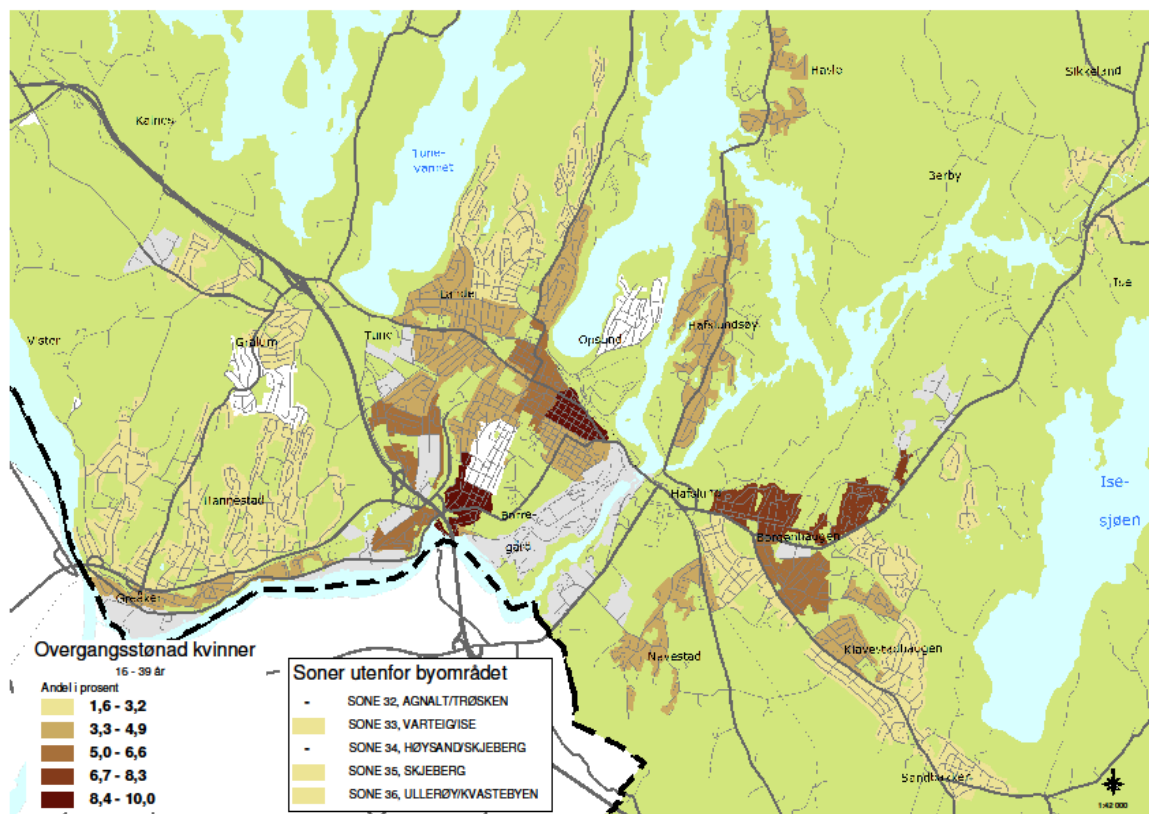 Hasle
Sikkeland
Kalnes
Tune-
vannet
Berby
Ise
Lande
Hafslundsøy
Opsund
Tune
Vister
Grålum
Ise-
sjøen
Hannestad
Hafslund
Borre-
gård
Borgenhaugen
Greåker
Navestad
Klavestadhaugen
Sandbakken
Overgangsstønad kvinner
16 - 39 år
Andel i prosent
1,6 - 3,2
3,3 - 4,9
5,0 - 6,6
6,7 - 8,3
8,4 - 10,0
Soner utenfor byområdet
- SONE 32, AGNALT/TRØSKEN
SONE 33, VARTEIG/ISE
- SONE 34, HØYSAND/SKJEBERG
SONE 35, SKJEBERG
SONE 36, ULLERØY/KVASTEBYEN
1:42 000